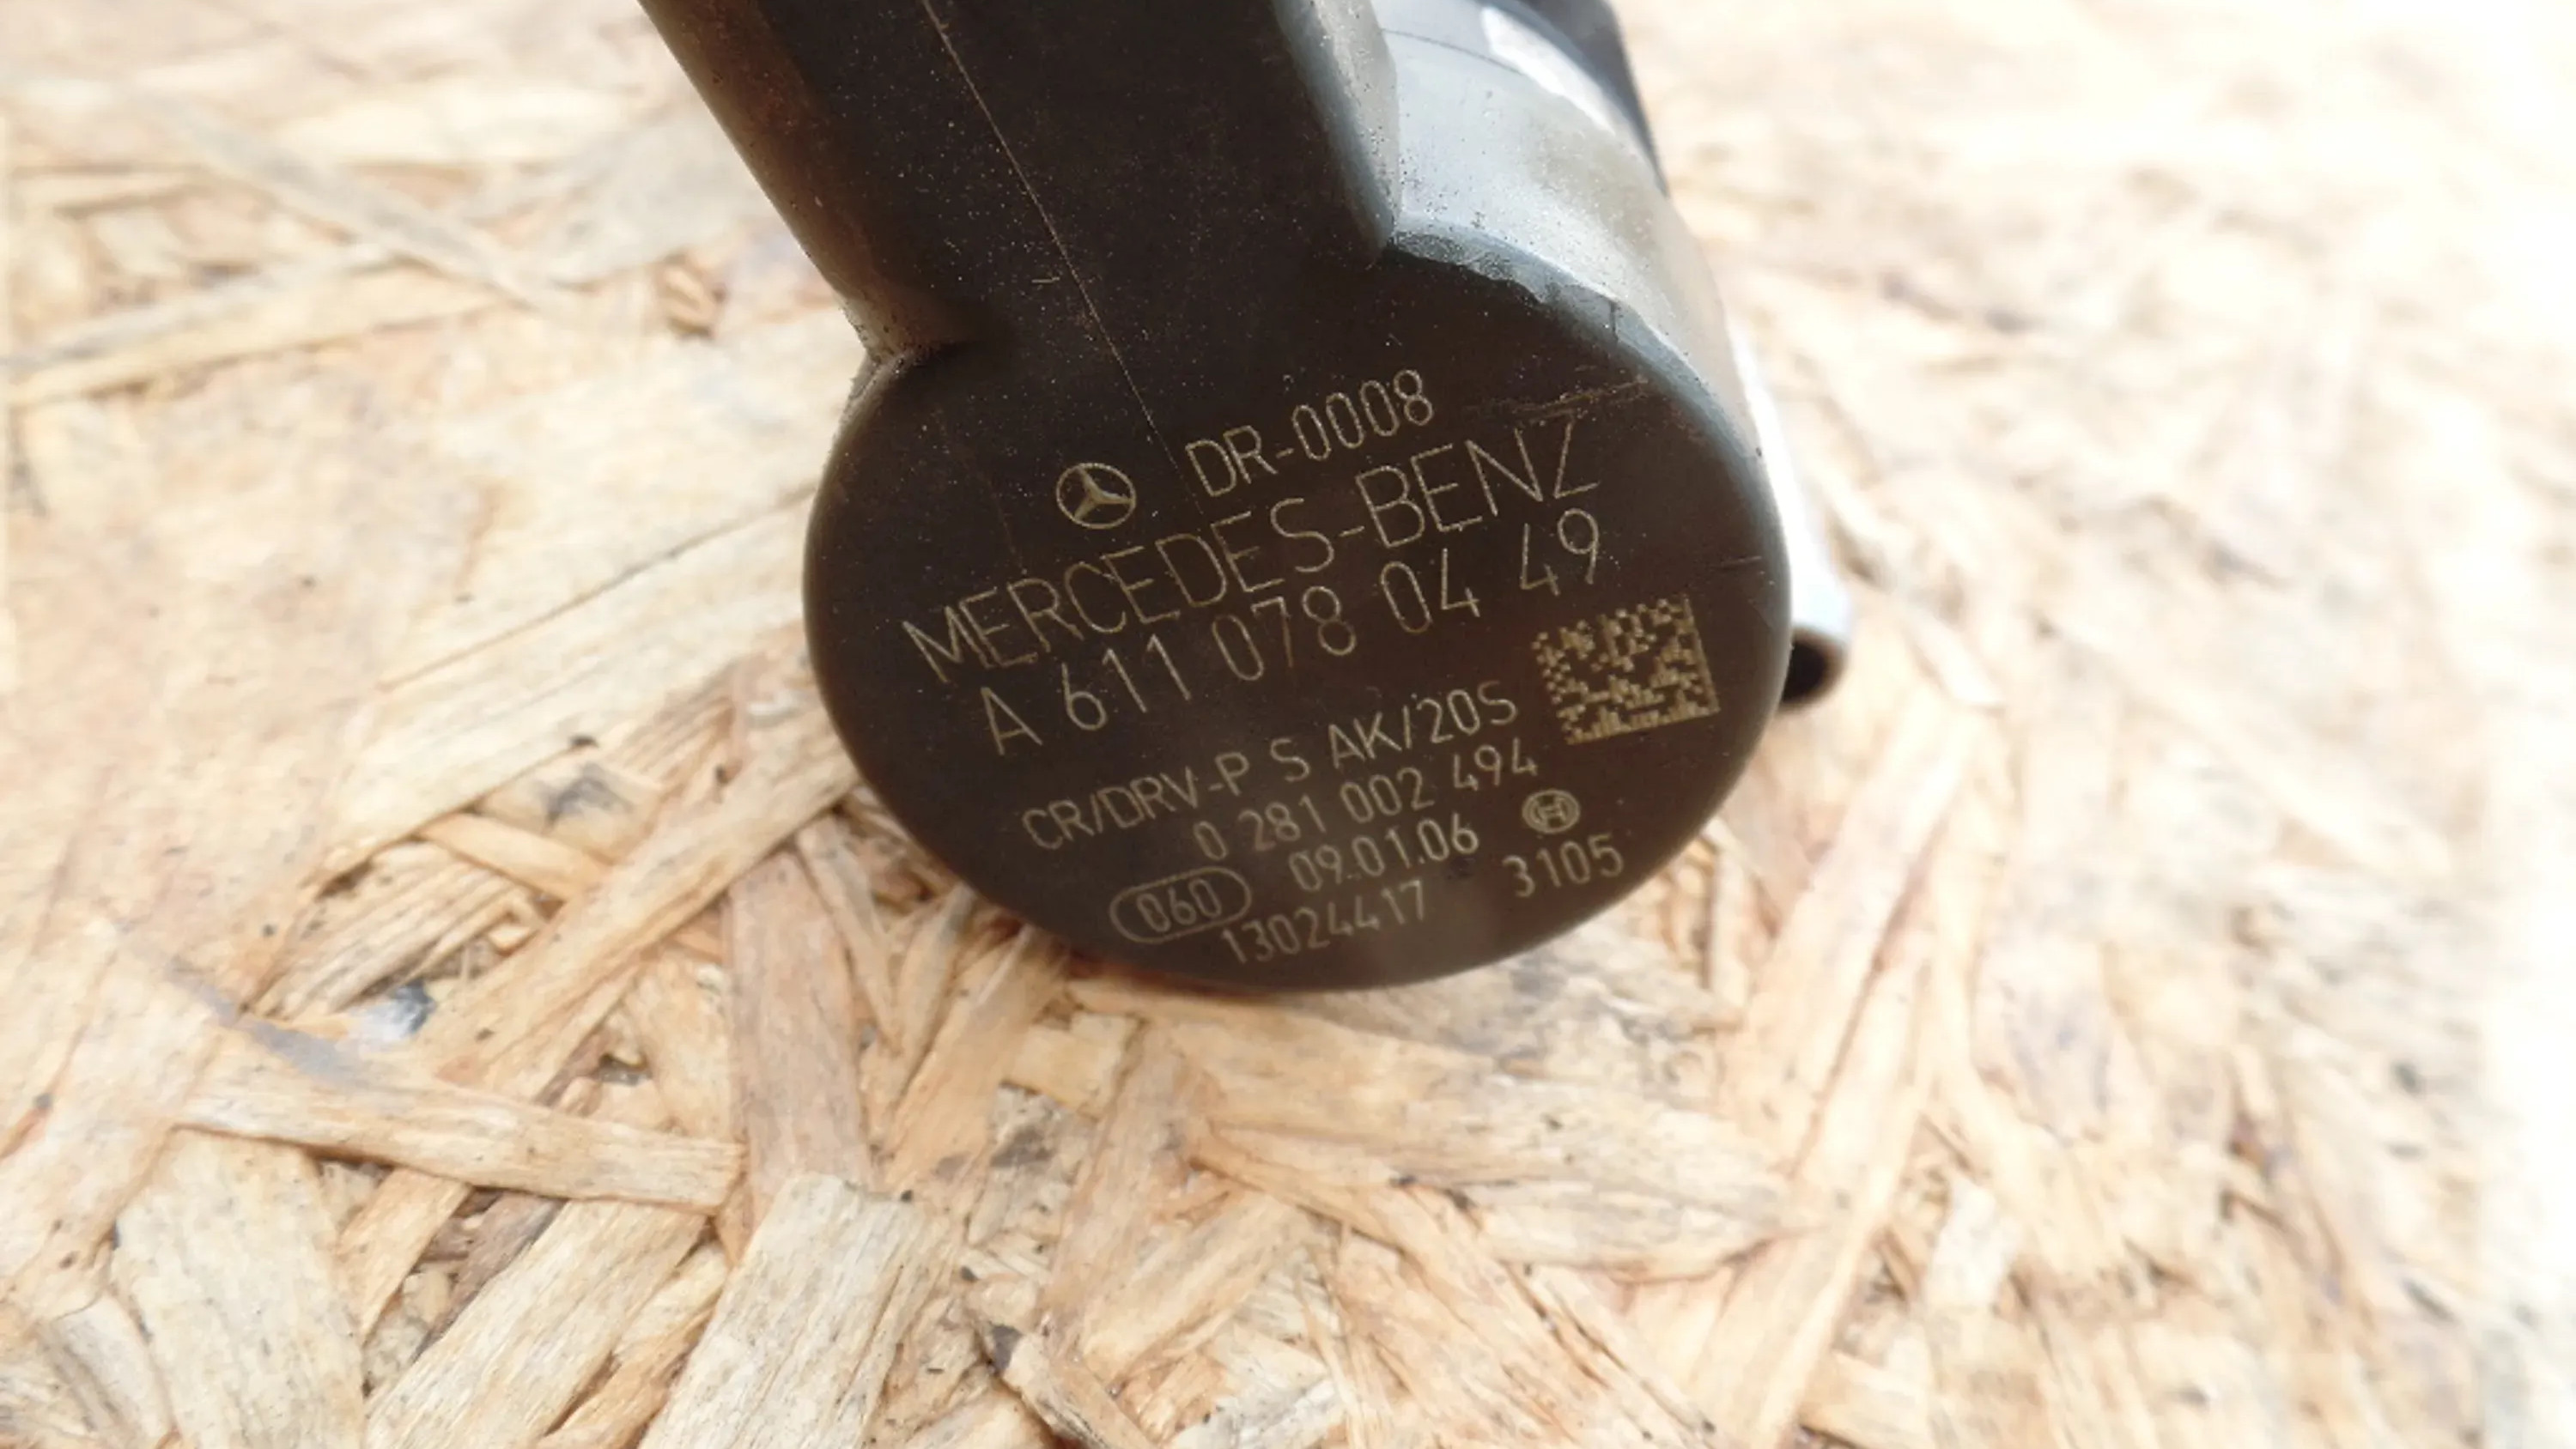 DR-0008
MERCEDES-BENZ
A 611 078 04 49
CR/DRV-P S AK/20S
0 281 002 494
060 09.01.06
13024417 3105